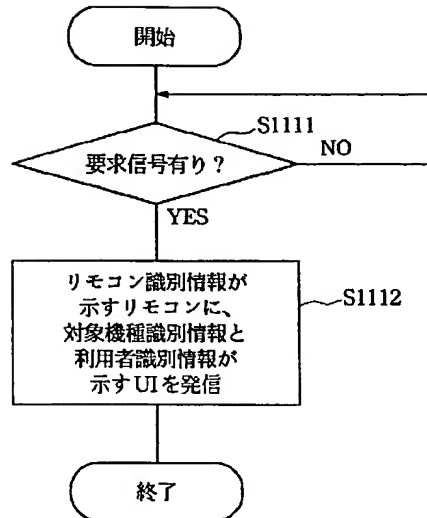 開始
S1111
要求信号有り?
NO
YES
リモコン識別情報が
示すリモコンに、
対象機種識別情報と
利用者識別情報が
示すUIを発信
S1112
終了